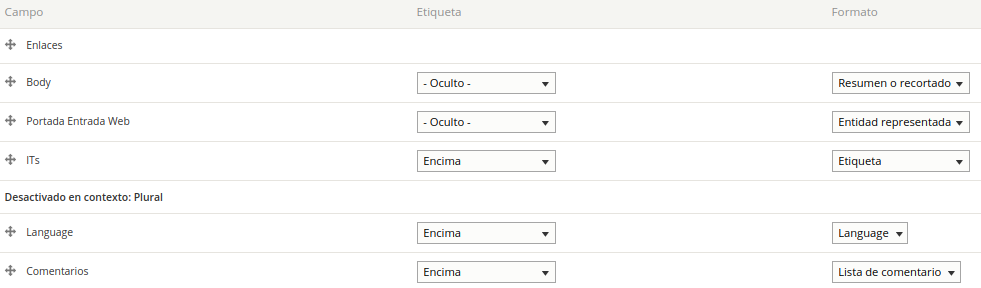 Campo Etiqueta Formato
Enlaces
Body - Oculto - Resumen o recortado
Portada Entrada Web - Oculto - Entidad representada
ITs Encima Etiqueta
Desactivado en contexto: Plural
Language Encima Language
Comentarios Encima Lista de comentario